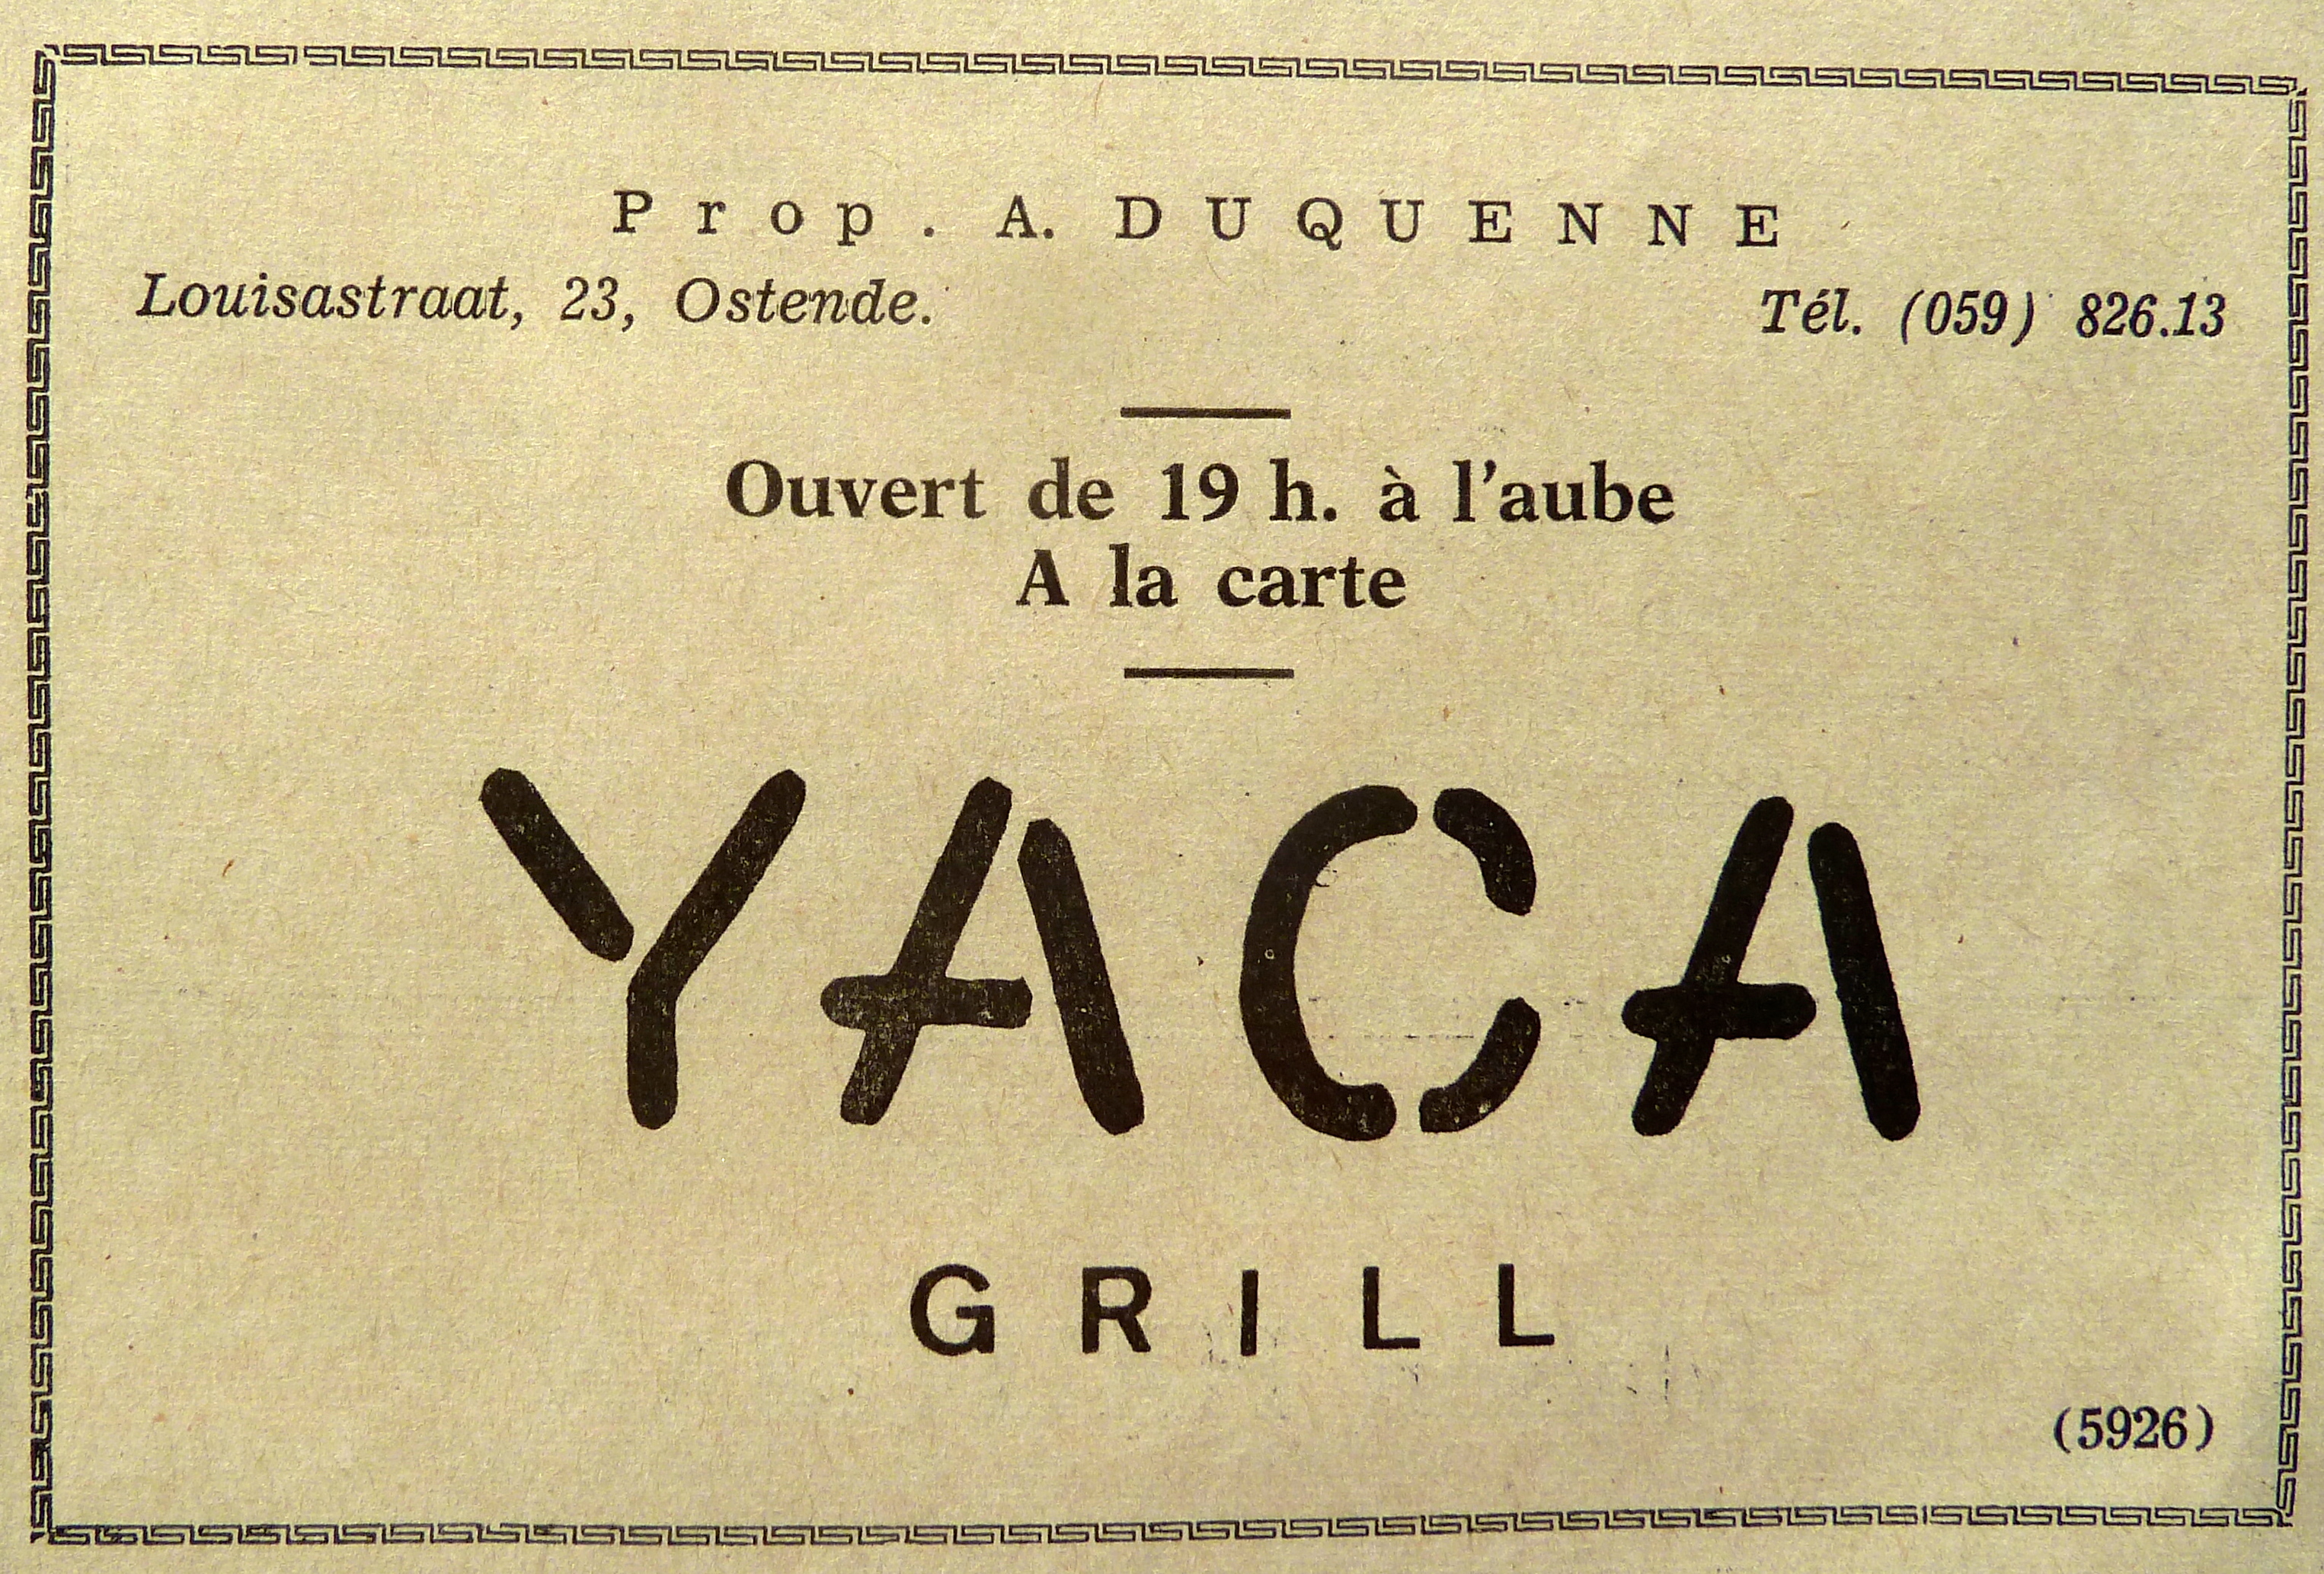 Prop. A. DUQUENNE
Louisastraat, 23, Ostende. Tél. (059) 826.13
Ouvert de 19 h. à l'aube
A la carte
YACA
GRILL
(5926)